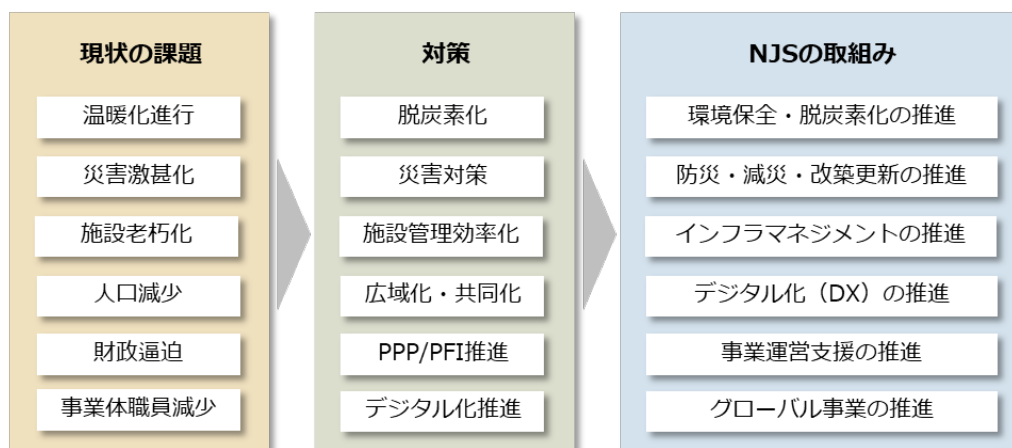 現状の課題
温暖化進行
災害激甚化
施設老朽化
人口減少
財政逼迫
事業体職員減少
対策
脱炭素化
災害対策
施設管理効率化
広域化・共同化
PPP/PFI推進
デジタル化推進
NJSの取組み
環境保全・脱炭素化の推進
防災・減災・改築更新の推進
インフラマネジメントの推進
デジタル化（DX）の推進
事業運営支援の推進
グローバル事業の推進